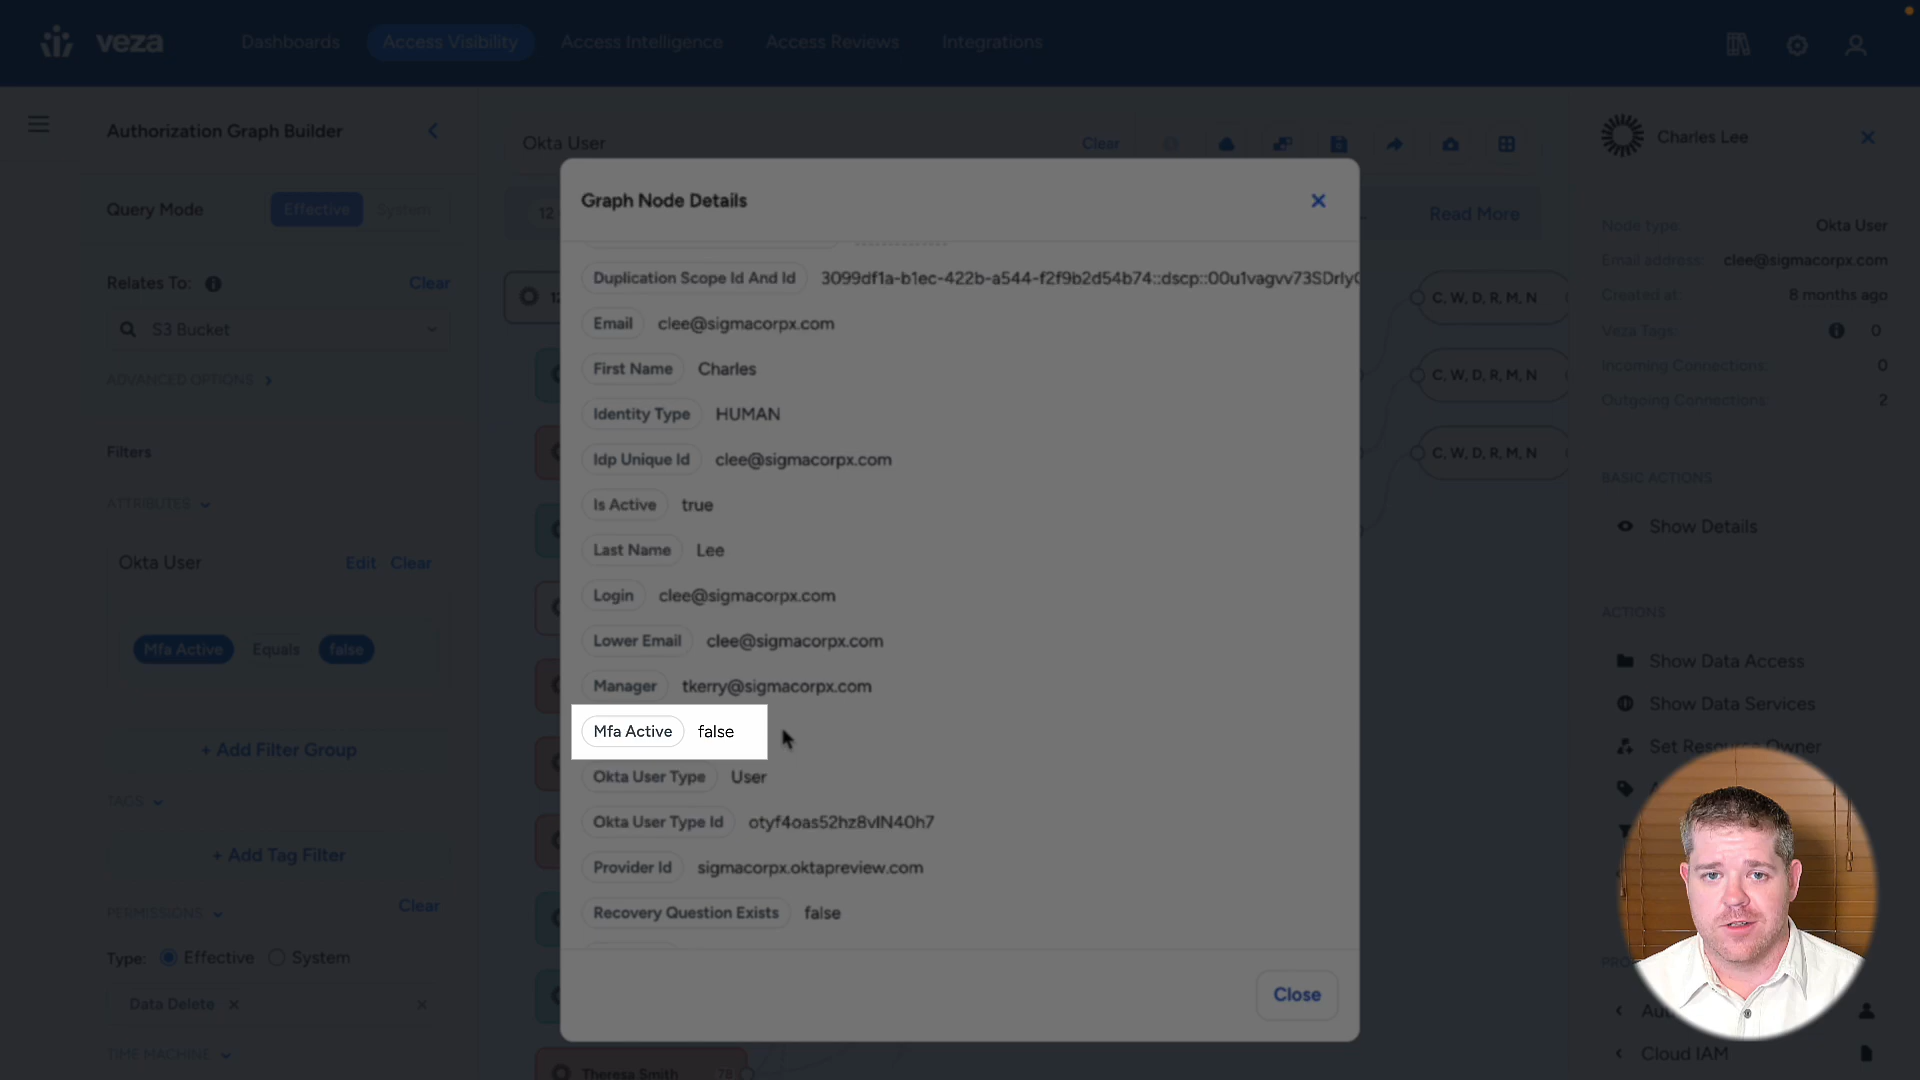 veza
Dashboards
Access Visibility
Access Intelligence
Access Reviews
Integrations
Authorization Graph Builder
Query Mode
Effective
System
Relates To:
Clear
S3 Bucket
ADVANCED OPTIONS
Filters
ATTRIBUTES
Okta User
Edit
Clear
Mfa Active
Equals
false
+ Add Filter Group
TAGS
+ Add Tag Filter
PERMISSIONS
Clear
Type:
Effective
System
Data Delete
TIME MACHINE
Okta User
Clear
12
Read More
Graph Node Details
Duplication Scope Id And Id 3099df1a-b1ec-422b-a544-f2f9b2d54b74::dscp::00u1vagvv73SDrly
Email clee@sigmacorpx.com
First Name Charles
Identity Type HUMAN
Idp Unique Id clee@sigmacorpx.com
Is Active true
Last Name Lee
Login clee@sigmacorpx.com
Lower Email clee@sigmacorpx.com
Manager tkerry@sigmacorpx.com
Mfa Active false
Okta User Type User
Okta User Type Id otyf4oas52hz8vlN40h7
Provider Id sigmacorpx.oktapreview.com
Recovery Question Exists false
Close
Theresa Smith 78
C, W, D, R, M, N
C, W, D, R, M, N
C, W, D, R, M, N
Charles Lee
Node type: Okta User
Email address: clee@sigmacorpx.com
Created at 8 months ago
Veza Tags: 0
Incoming Connections: 0
Outgoing Connections: 2
BASIC ACTIONS
Show Details
ACTIONS
Show Data Access
Show Data Services
Set Resource Owner
Cloud IAM